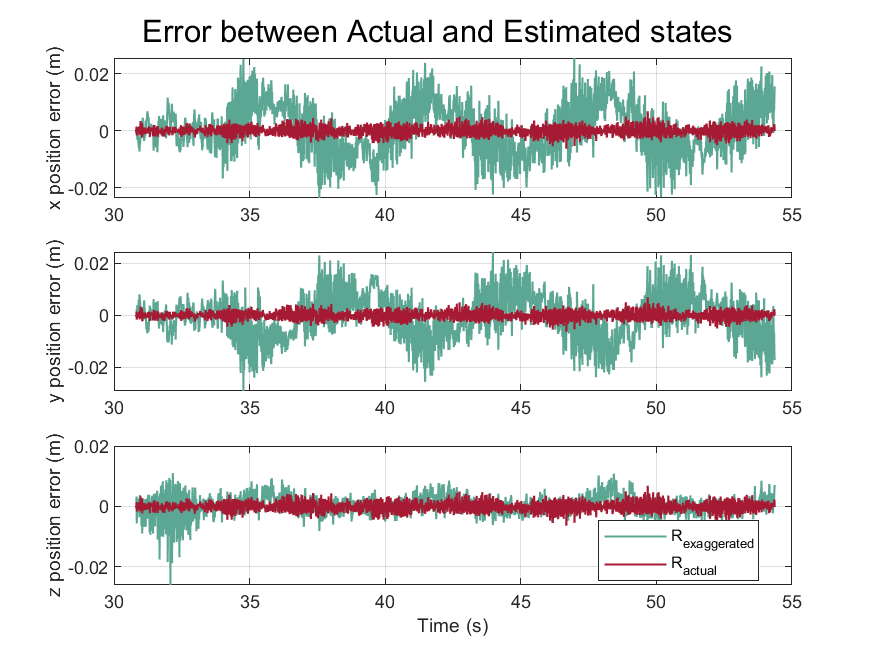 Error between Actual and Estimated states
x position error (m)
0.02
0
-0.02
30 35 40 45 50 55
y position error (m)
0.02
0
-0.02
30 35 40 45 50 55
z position error (m)
0.02
0
-0.02
R_exaggerated
R_actual
30 35 40 45 50 55
Time (s)